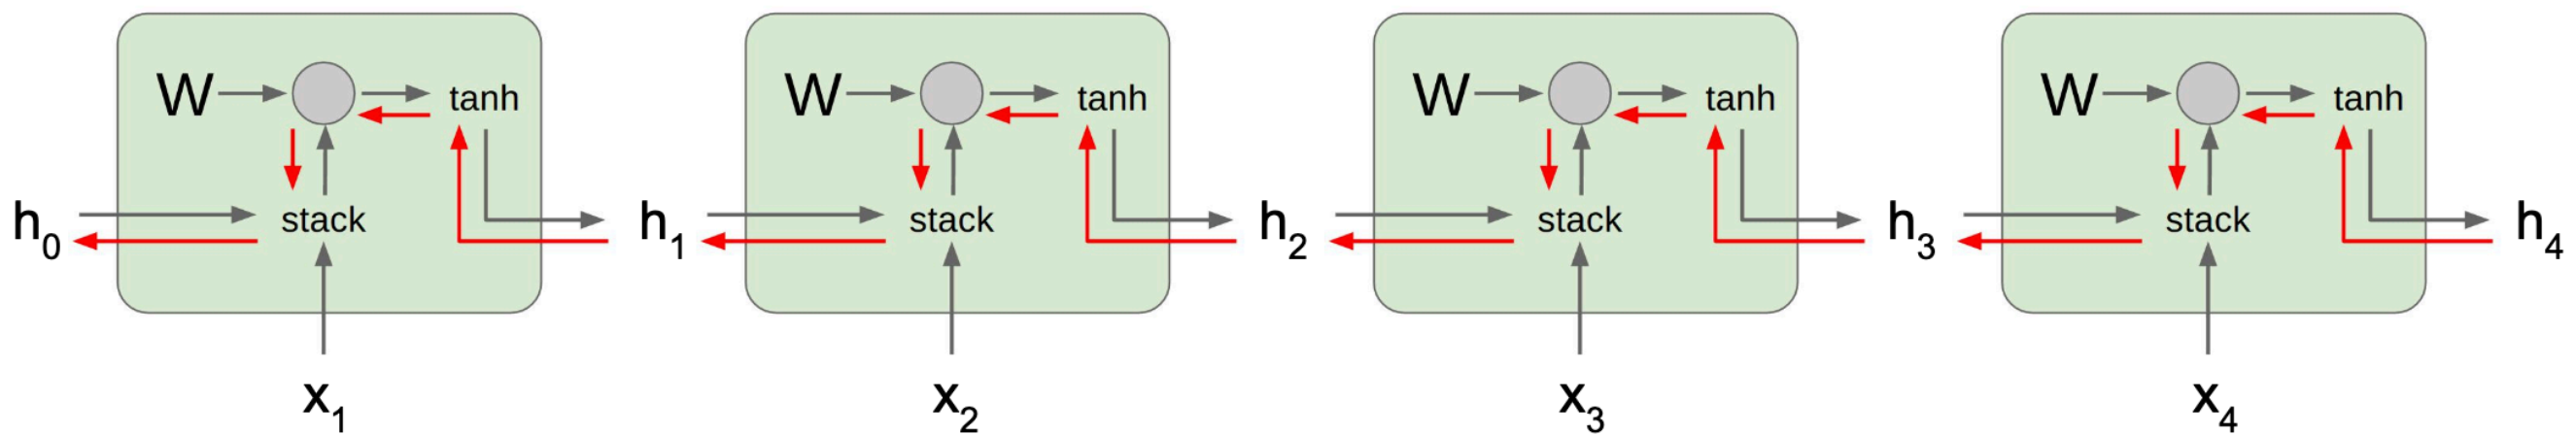 W tanh W tanh W tanh W tanh
h₀ stack h₁ stack h₂ stack h₃ stack h₄
x₁ x₂ x₃ x₄